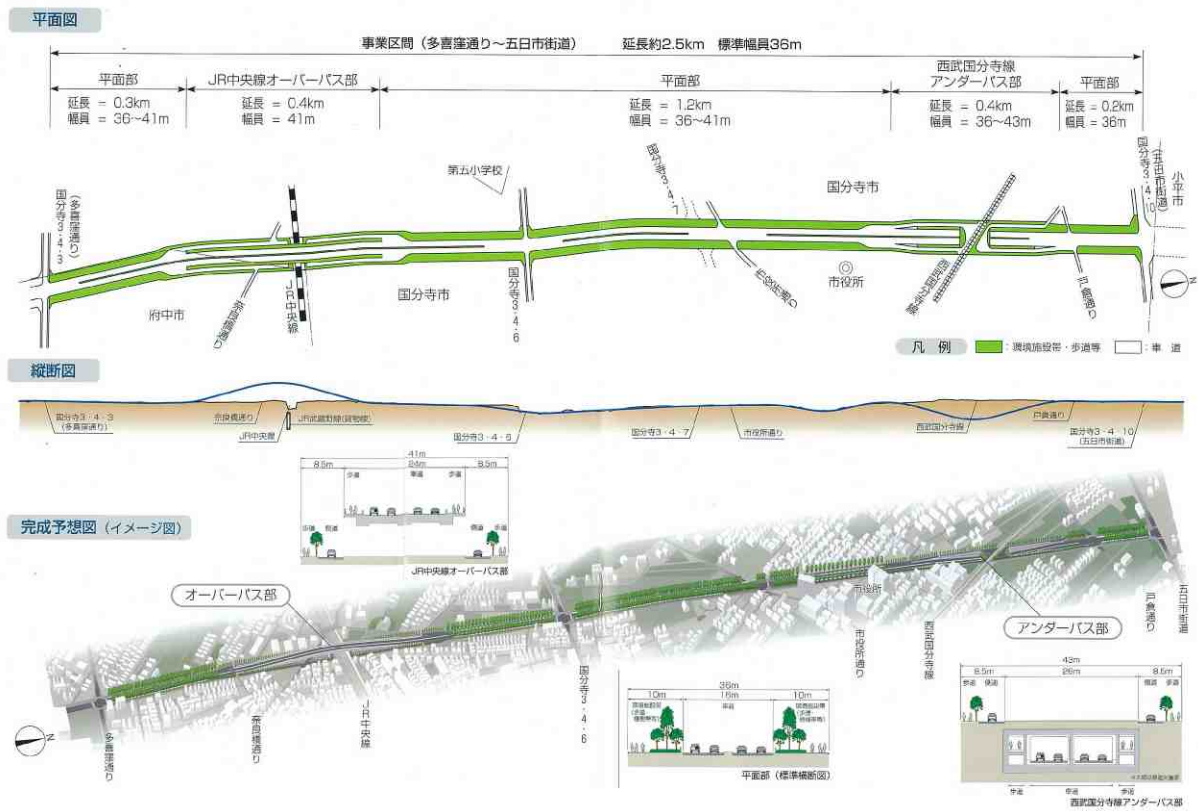 平面図
事業区間（多喜窪通り～五日市街道）　延長約2.5km　標準幅員36m
平面部
延長 = 0.3km
幅員 = 36～41m
JR中央線オーバーパス部
延長 = 0.4km
幅員 = 41m
平面部
延長 = 1.2km
幅員 = 36～41m
西武国分寺線
アンダーパス部
延長 = 0.4km
幅員 = 36～43m
平面部
延長 = 0.2km
幅員 = 36m
国分寺3・4・3
(多喜窪通り)
府中市
奈良橋通り
JR中央線
国分寺市
第五小学校
国分寺3・4・6
国分寺3・4・7
市役所通り
国分寺市
市役所
西武国分寺線
戸倉通り
国分寺3・4・10
(五日市街道)
小平市
N
凡例
：環境施設帯・歩道等
：車道
縦断図
国分寺3・4・3
(多喜窪通り)
奈良橋通り
JR中央線
JR武蔵野線(貨物線)
国分寺3・4・6
国分寺3・4・7
市役所通り
西武国分寺線
戸倉通り
国分寺3・4・10
(五日市街道)
41m
8.5m
24m
8.5m
歩道
車道
歩道
歩道
側道
側道
歩道
JR中央線オーバーパス部
完成予想図（イメージ図）
オーバーパス部
アンダーパス部
N
多喜窪通り
奈良橋通り
JR中央線
国分寺3・4・6
市役所
市役所通り
西武国分寺線
戸倉通り
五日市街道
36m
10m
16m
10m
車道
平面部（標準横断図）
43m
8.5m
26m
8.5m
歩道
側道
側道
歩道
歩道
車道
歩道
西武国分寺線アンダーパス部